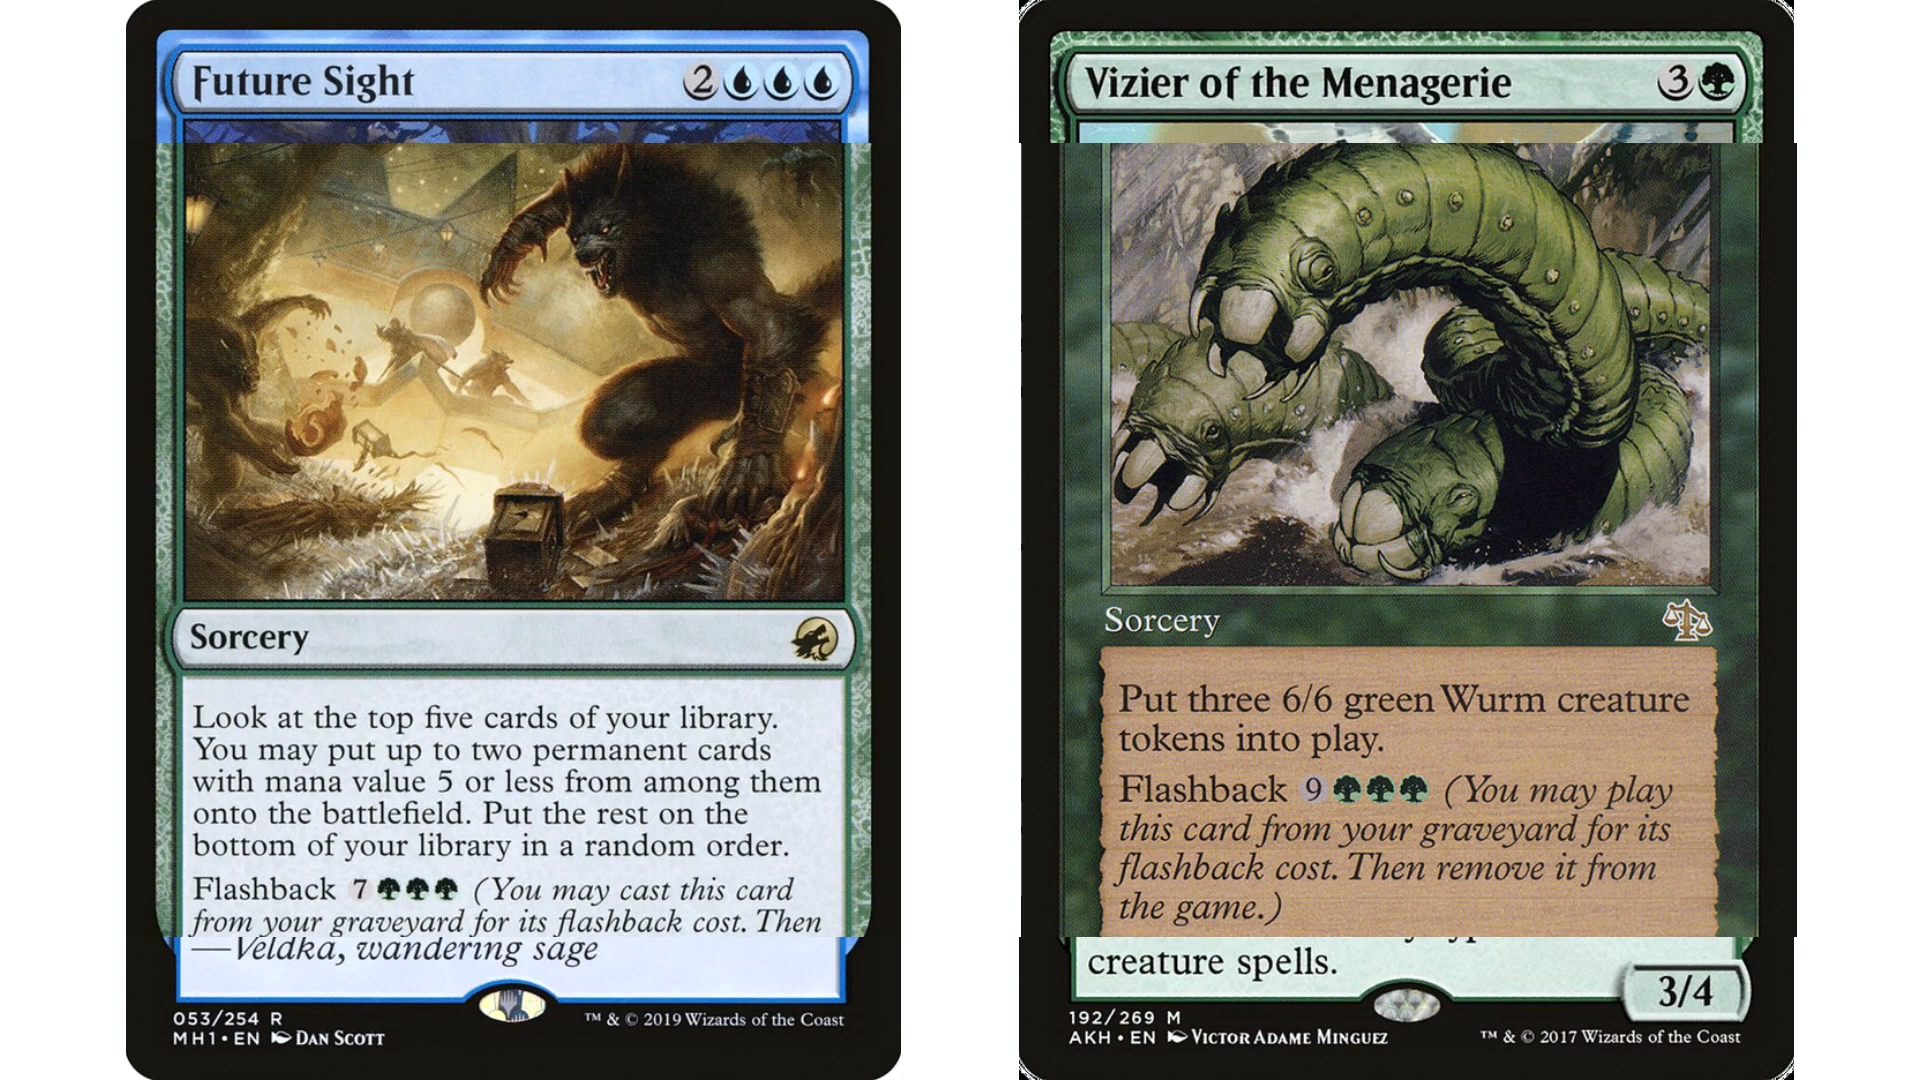 Future Sight 2
Sorcery
Look at the top five cards of your library.
You may put up to two permanent cards
with mana value 5 or less from among them
onto the battlefield. Put the rest on the
bottom of your library in a random order.
Flashback 7 (You may cast this card
from your graveyard for its flashback cost. Then
—Veldka, wandering sage
053/254 R
MH1 • EN DAN SCOTT
™ & © 2019 Wizards of the Coast
Vizier of the Menagerie 3
Sorcery
Put three 6/6 green Wurm creature
tokens into play.
Flashback 9 (You may play
this card from your graveyard for its
flashback cost. Then remove it from
the game.)
creature spells.
3/4
192/269 M
AKH • EN VICTOR ADAME MINGUEZ
™ & © 2017 Wizards of the Coast